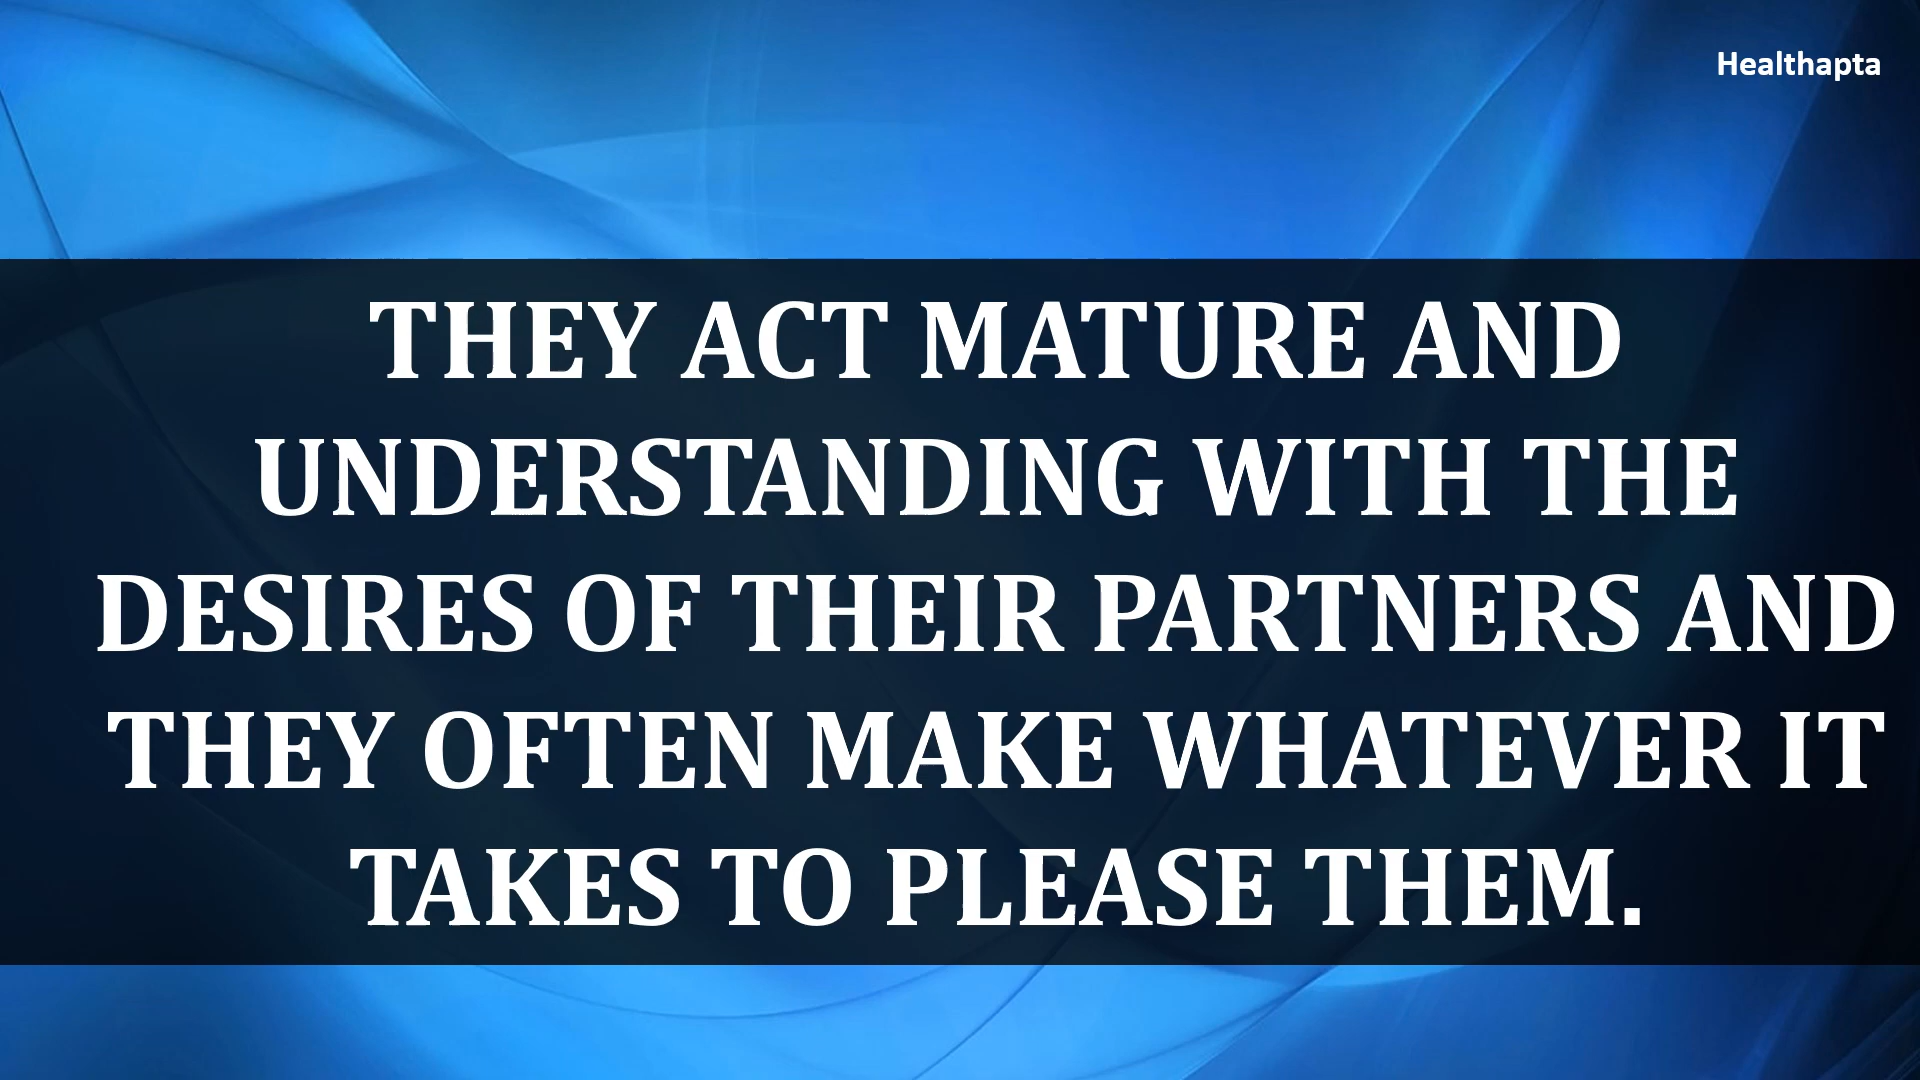 Healthapta
THEY ACT MATURE AND
UNDERSTANDING WITH THE
DESIRES OF THEIR PARTNERS AND
THEY OFTEN MAKE WHATEVER IT
TAKES TO PLEASE THEM.